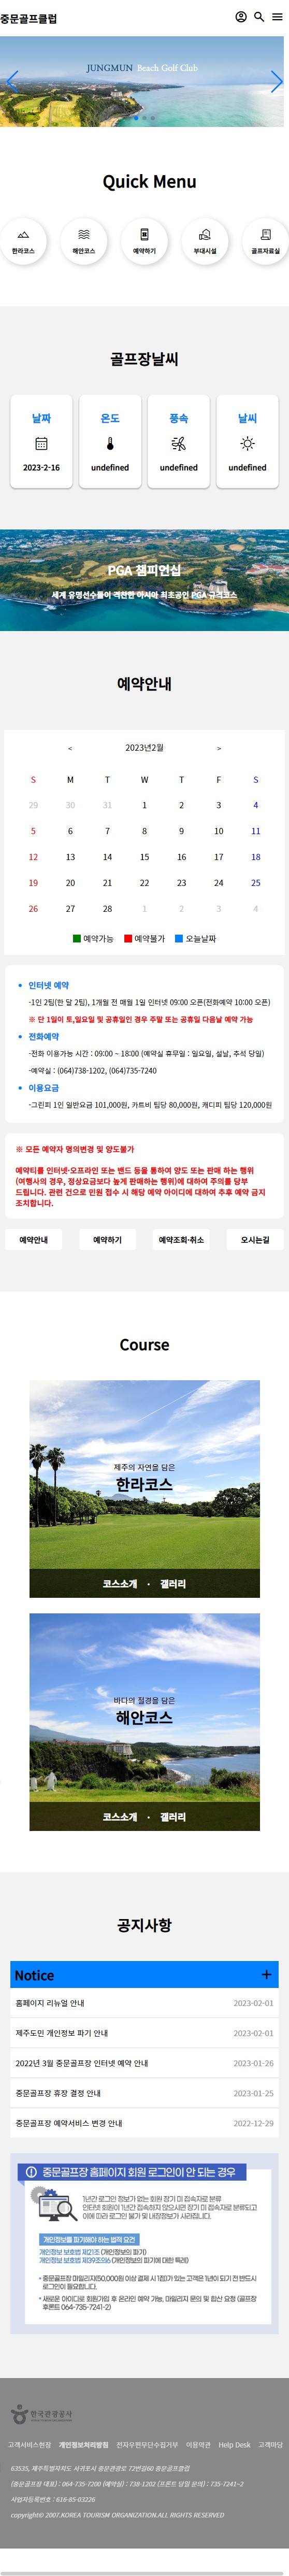 중문골프클럽
JUNGMUN Beach Golf Club
Quick Menu
한라코스
해안코스
예약하기
부대시설
골프자료실
골프장날씨
날짜 온도 풍속 날씨
2023-2-16 undefined undefined undefined
PGA 챔피언십
세계 유명선수들이 격찬한 아시아 최초공인 PGA 규격코스
예약안내
< 2023년2월 >
S M T W T F S
29 30 31 1 2 3 4
5 6 7 8 9 10 11
12 13 14 15 16 17 18
19 20 21 22 23 24 25
26 27 28 1 2 3 4
예약가능 예약불가 오늘날짜
• 인터넷 예약
-1인 2팀(한 달 2팀), 1개월 전 매월 1일 인터넷 09:00 오픈(전화예약 10:00 오픈)
※ 단 1일이 토,일요일 및 공휴일인 경우 주말 또는 공휴일 다음날 예약 가능
• 전화예약
-전화 이용가능 시간 : 09:00 ~ 18:00 (예약실 휴무일 : 일요일, 설날, 추석 당일)
-예약실 : (064)738-1202, (064)735-7240
• 이용요금
-그린피 1인 일반요금 101,000원, 카트비 팀당 80,000원, 캐디피 팀당 120,000원
※ 모든 예약자 명의변경 및 양도불가
예약티를 인터넷·오프라인 또는 밴드 등을 통하여 양도 또는 판매 하는 행위
(여행사의 경우, 정상요금보다 높게 판매하는 행위)에 대하여 주의를 당부
드립니다. 관련 건으로 민원 접수 시 해당 예약 아이디에 대하여 추후 예약 금지
조치합니다.
예약안내
예약하기
예약조회·취소
오시는길
Course
제주의 자연을 담은
한라코스
코스소개 · 갤러리
바다의 절경을 담은
해안코스
코스소개 · 갤러리
공지사항
Notice +
홈페이지 리뉴얼 안내 2023-02-01
제주도민 개인정보 파기 안내 2023-02-01
2022년 3월 중문골프장 인터넷 예약 안내 2023-01-26
중문골프장 휴장 결정 안내 2023-01-25
중문골프장 예약서비스 변경 안내 2022-12-29
① 중문골프장 홈페이지 회원 로그인이 안 되는 경우
1년간 로그인 정보가 없는 회원 장기 미 접속자로 분류
인터넷 회원이 1년간 접속하지 않으시면 장기 미 접속자로 분류되고
이에 따라 로그인 불가 및 내장정보가 사라집니다.
개인정보를 파기해야 하는 법적 요건
개인정보 보호법 제21조 (개인정보의 파기)
개인정보 보호법 제39조의6 (개인정보의 파기에 대한 특례)
• 중문골프장 마일리지(50,000원 이상 결제 시 1점)가 있는 고객은 1년이 되기 전 반드시
로그인이 필요합니다.
• 새로운 아이디로 회원가입 후 온라인 예약 가능, 마일리지 문의 및 합산 요청 (골프장
후론트 064-735-7241~2)
한국관광공사
고객서비스헌장 개인정보처리방침 전자우편무단수집거부 이용약관 Help Desk 고객마당
63535, 제주특별자치도 서귀포시 중문관광로 72번길60 중문골프클럽
(중문골프장 대표) : 064-735-7200 (예약실) : 738-1202 (프론트 당일 문의) : 735-7241~2
사업자등록번호 : 616-85-03226
copyright© 2007.KOREA TOURISM ORGANIZATION.ALL RIGHTS RESERVED